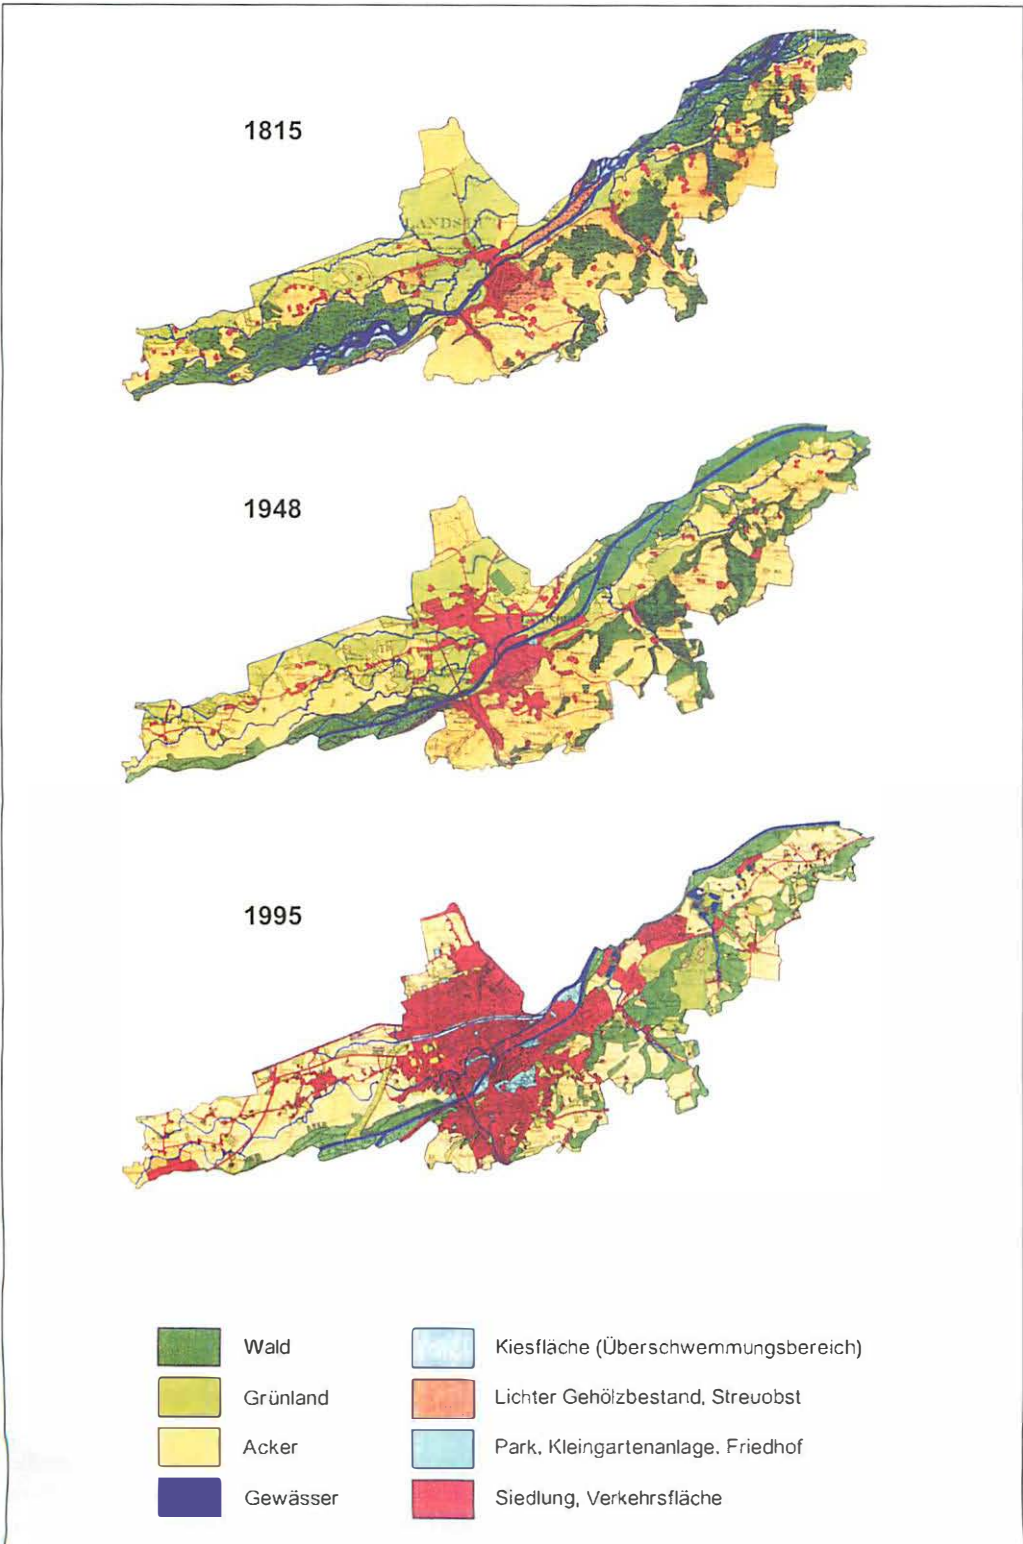 1815
1948
1995
Wald
Grünland
Acker
Gewässer
Kiesfläche (Überschwemmungsbereich)
Lichter Gehölzbestand, Streuobst
Park, Kleingartenanlage, Friedhof
Siedlung, Verkehrsfläche